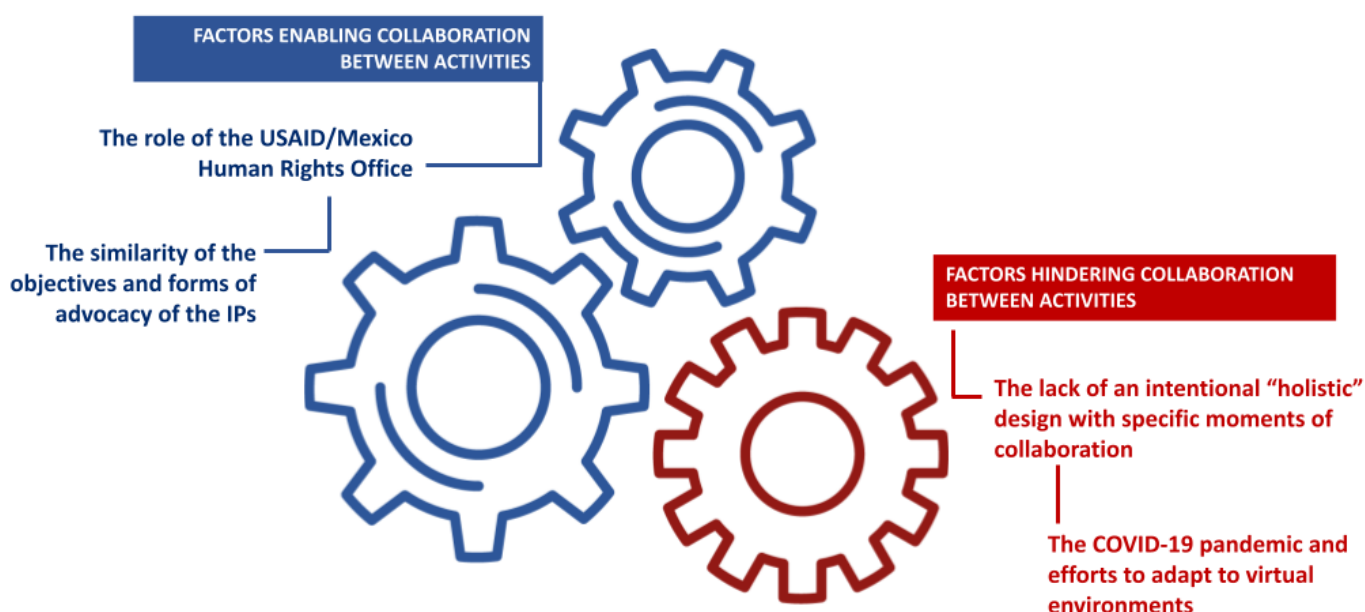 FACTORS ENABLING COLLABORATION
BETWEEN ACTIVITIES
The role of the USAID/Mexico
Human Rights Office
The similarity of the
objectives and forms of
advocacy of the IPs
FACTORS HINDERING COLLABORATION
BETWEEN ACTIVITIES
The lack of an intentional “holistic”
design with specific moments of
collaboration
The COVID-19 pandemic and
efforts to adapt to virtual
environments